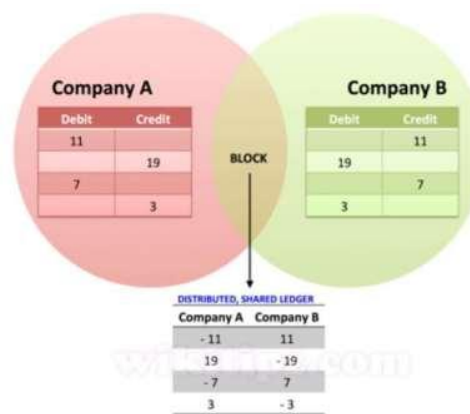 Company A
Debit Credit
11
19
7
3
BLOCK
Company B
Debit Credit
11
19
7
3
DISTRIBUTED, SHARED LEDGER
Company A Company B
- 11 11
19 - 19
- 7 7
3 - 3